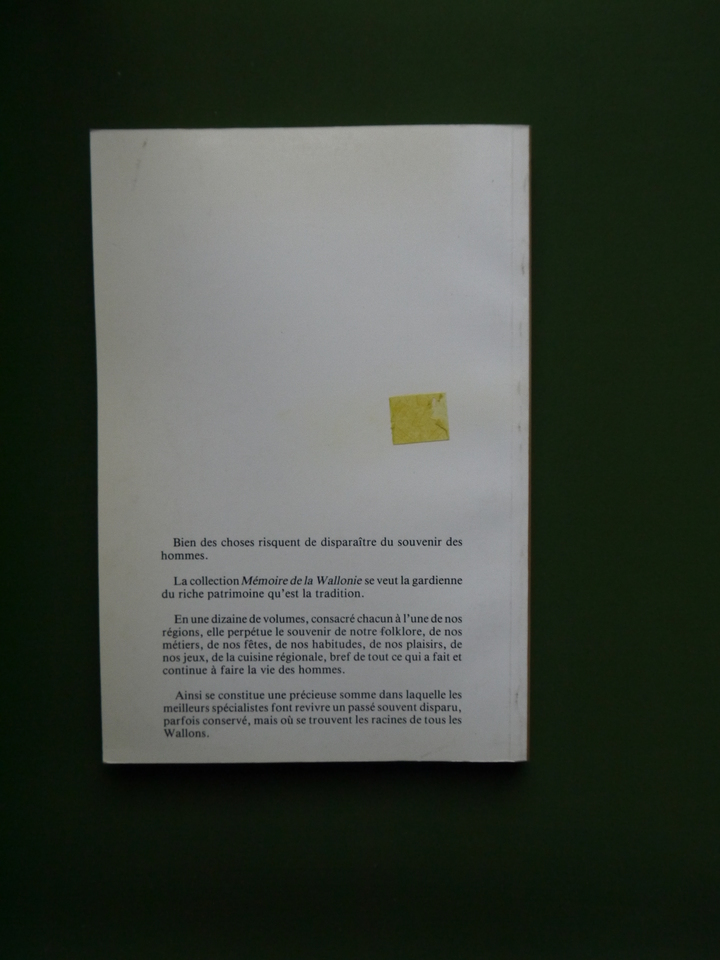 Bien des choses risquent de disparaître du souvenir des
hommes.
La collection Mémoire de la Wallonie se veut la gardienne
du riche patrimoine qu'est la tradition.
En une dizaine de volumes, consacré chacun à l'une de nos
régions, elle perpétue le souvenir de notre folklore, de nos
métiers, de nos fêtes, de nos habitudes, de nos plaisirs, de
nos jeux, de la cuisine régionale, bref de tout ce qui a fait et
continue à faire la vie des hommes.
Ainsi se constitue une précieuse somme dans laquelle les
meilleurs spécialistes font revivre un passé souvent disparu,
parfois conservé, mais où se trouvent les racines de tous les
Wallons.